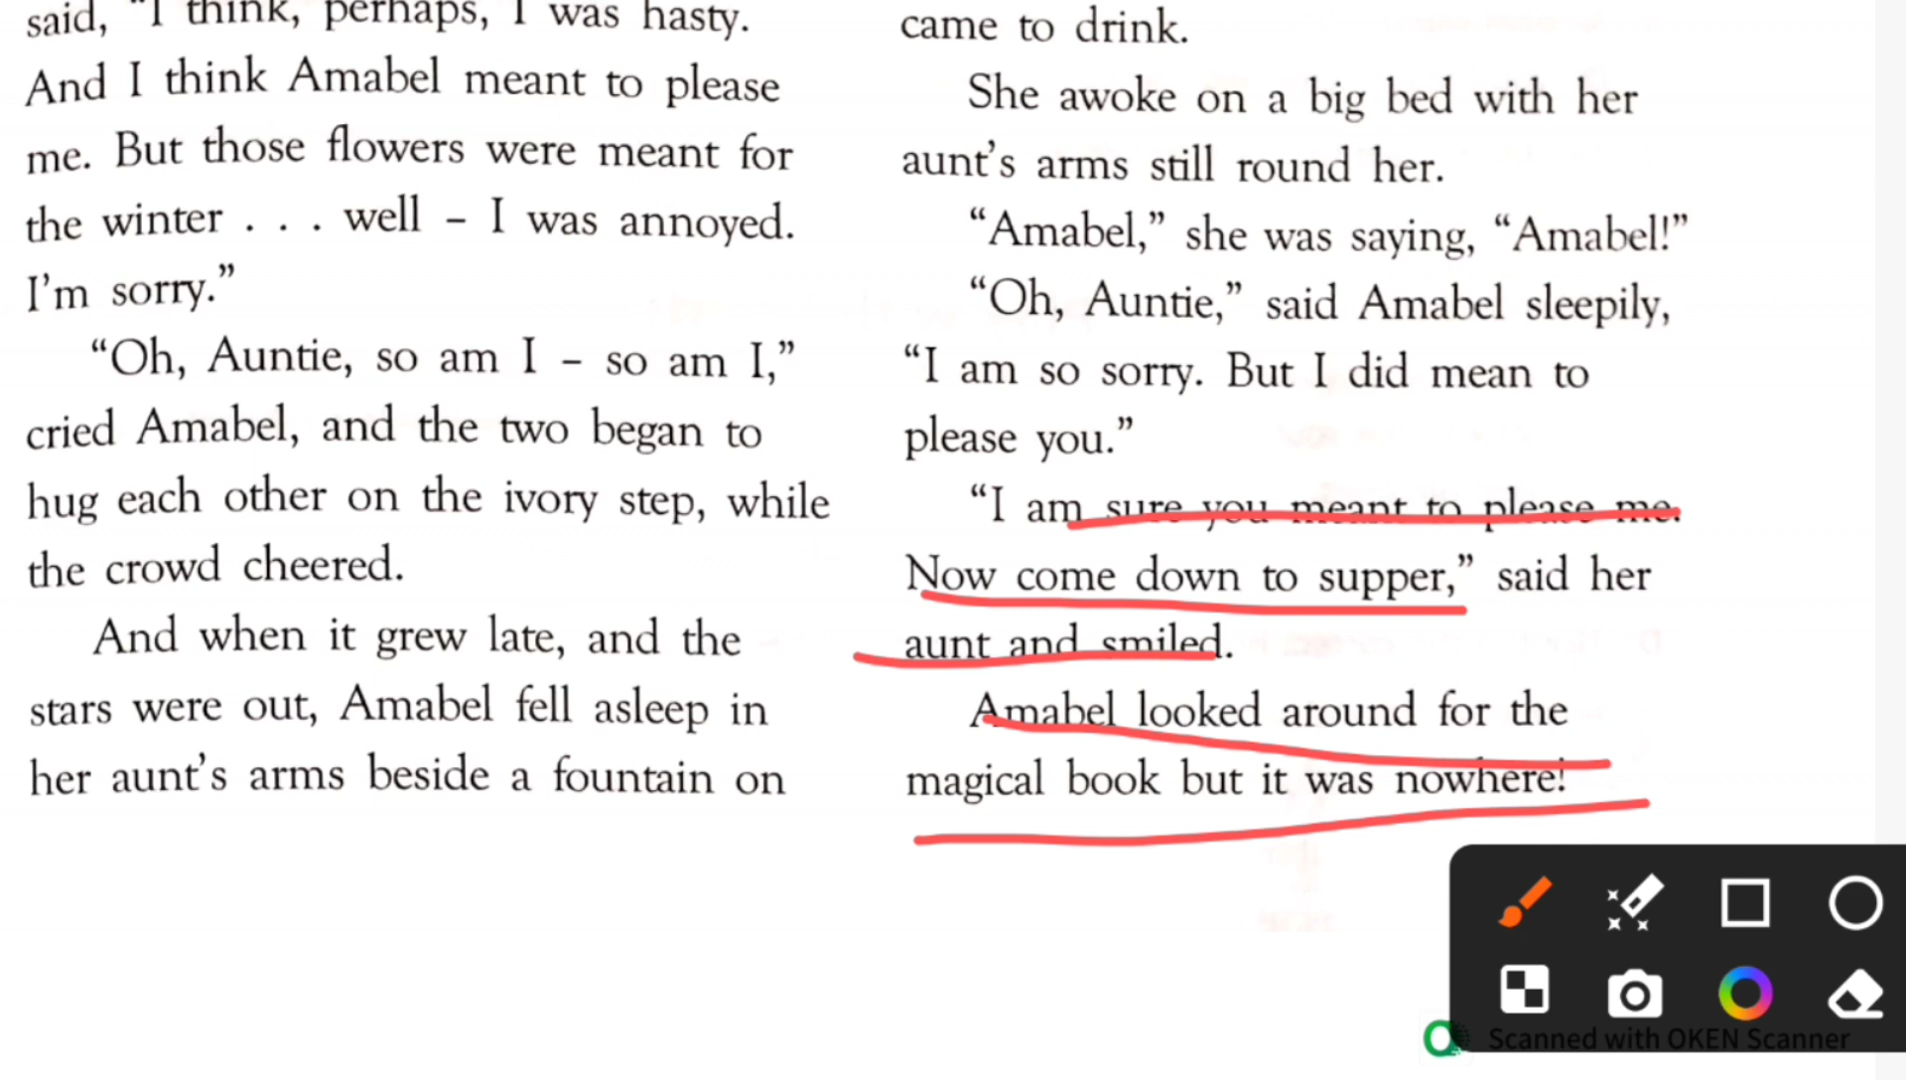 said, "I think, perhaps, I was hasty.
And I think Amabel meant to please
me. But those flowers were meant for
the winter . . . well – I was annoyed.
I'm sorry."
"Oh, Auntie, so am I – so am I,"
cried Amabel, and the two began to
hug each other on the ivory step, while
the crowd cheered.
And when it grew late, and the
stars were out, Amabel fell asleep in
her aunt's arms beside a fountain on
came to drink.
She awoke on a big bed with her
aunt's arms still round her.
"Amabel," she was saying, "Amabel!"
"Oh, Auntie," said Amabel sleepily,
"I am so sorry. But I did mean to
please you."
"I am sure you meant to please me.
Now come down to supper," said her
aunt and smiled.
Amabel looked around for the
magical book but it was nowhere!
Scanned with OKEN Scanner